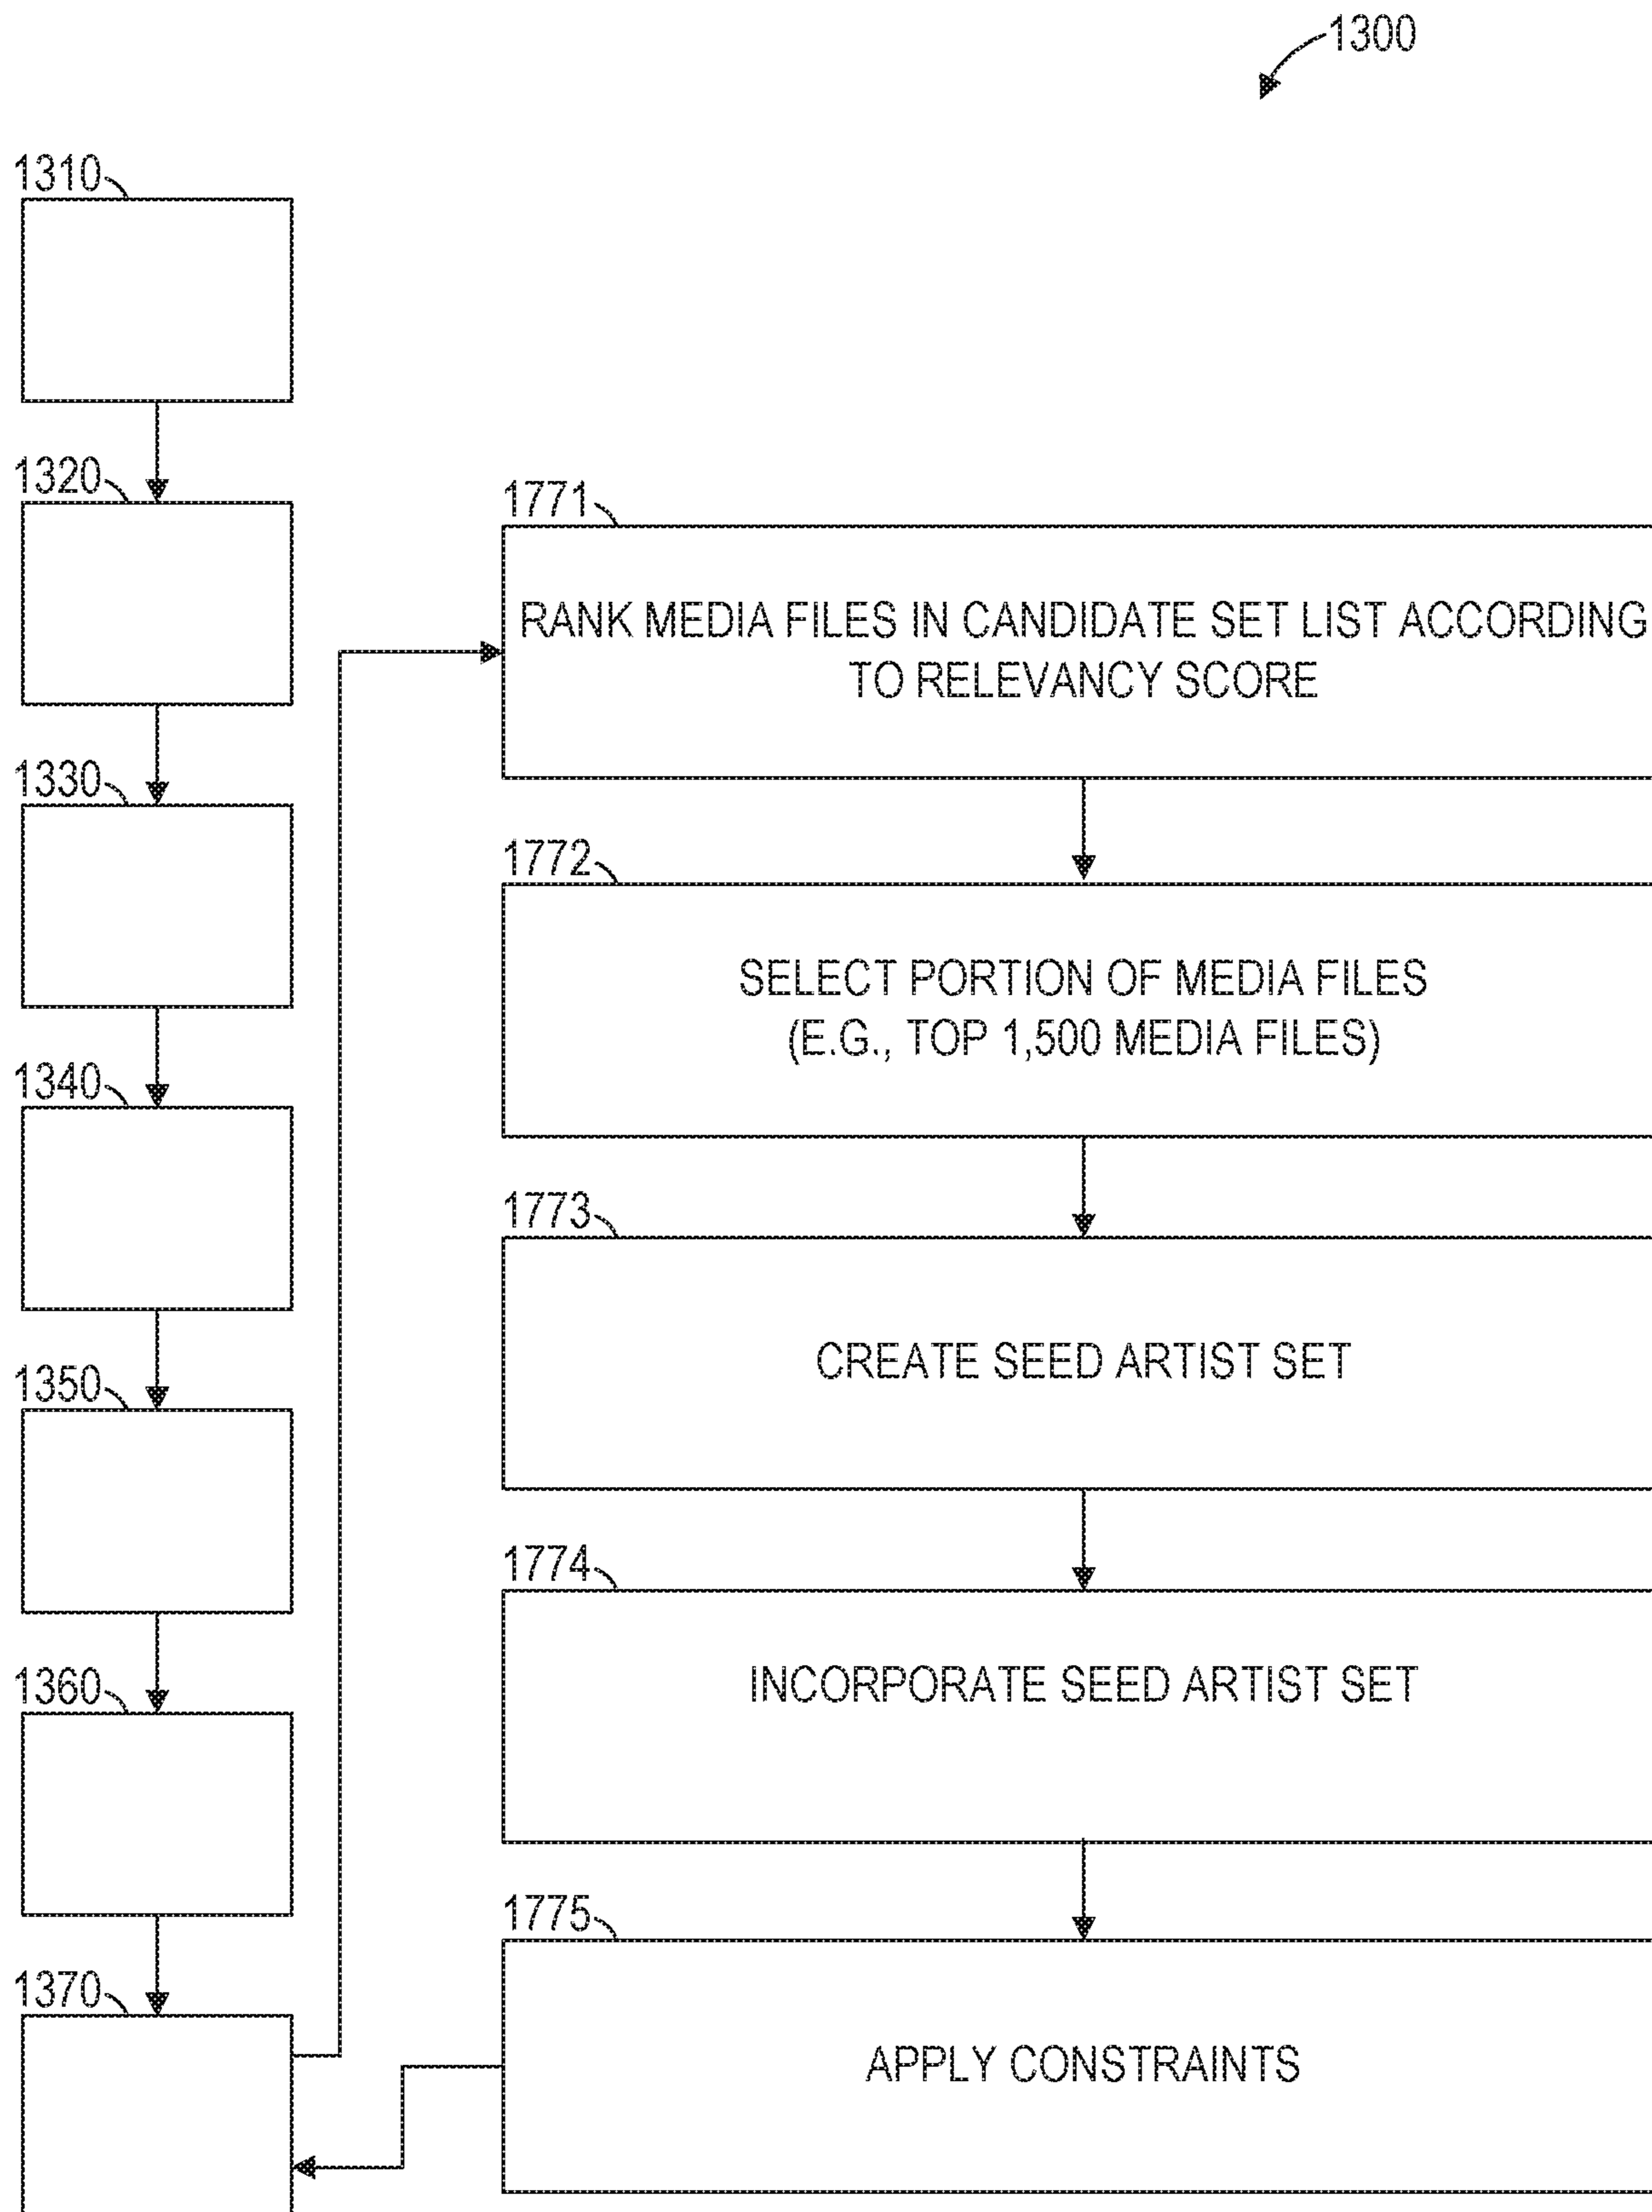 1300
1310
1320
1330
1340
1350
1360
1370
1771
RANK MEDIA FILES IN CANDIDATE SET LIST ACCORDING
TO RELEVANCY SCORE
1772
SELECT PORTION OF MEDIA FILES
(E.G., TOP 1,500 MEDIA FILES)
1773
CREATE SEED ARTIST SET
1774
INCORPORATE SEED ARTIST SET
1775
APPLY CONSTRAINTS